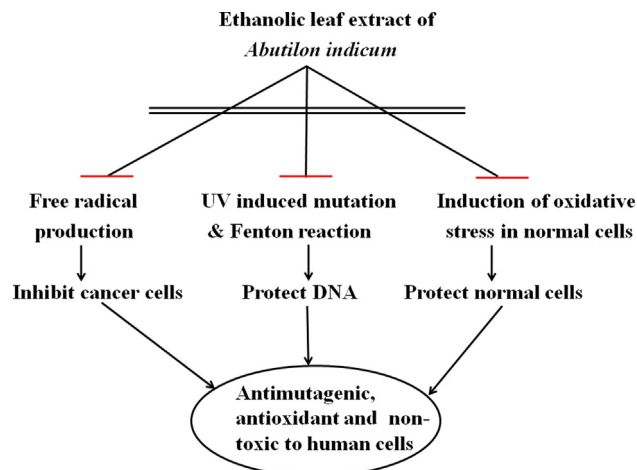 Ethanolic leaf extract of
Abutilon indicum
Free radical
production
UV induced mutation
& Fenton reaction
Induction of oxidative
stress in normal cells
Inhibit cancer cells
Protect DNA
Protect normal cells
Antimutagenic,
antioxidant and non-
toxic to human cells